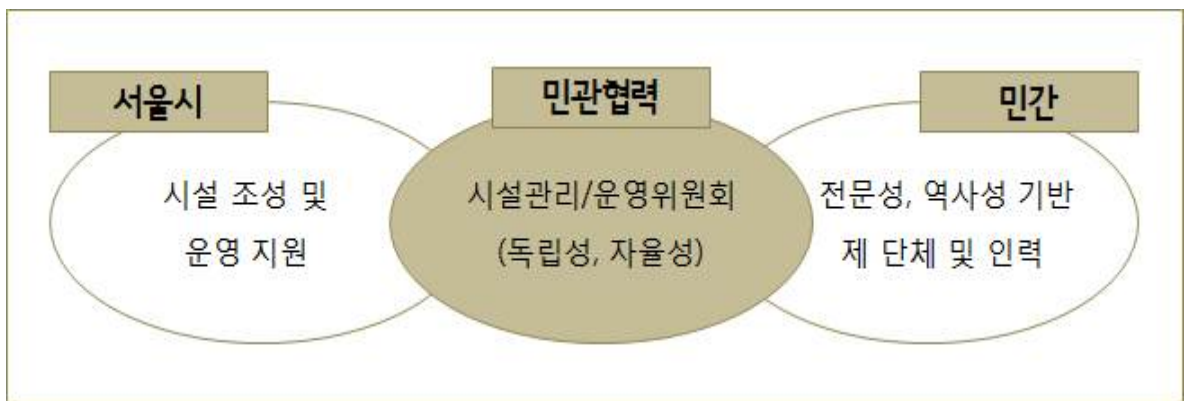 서울시
시설 조성 및
운영 지원
민관협력
시설관리/운영위원회
(독립성, 자율성)
민간
전문성, 역사성 기반
제 단체 및 인력